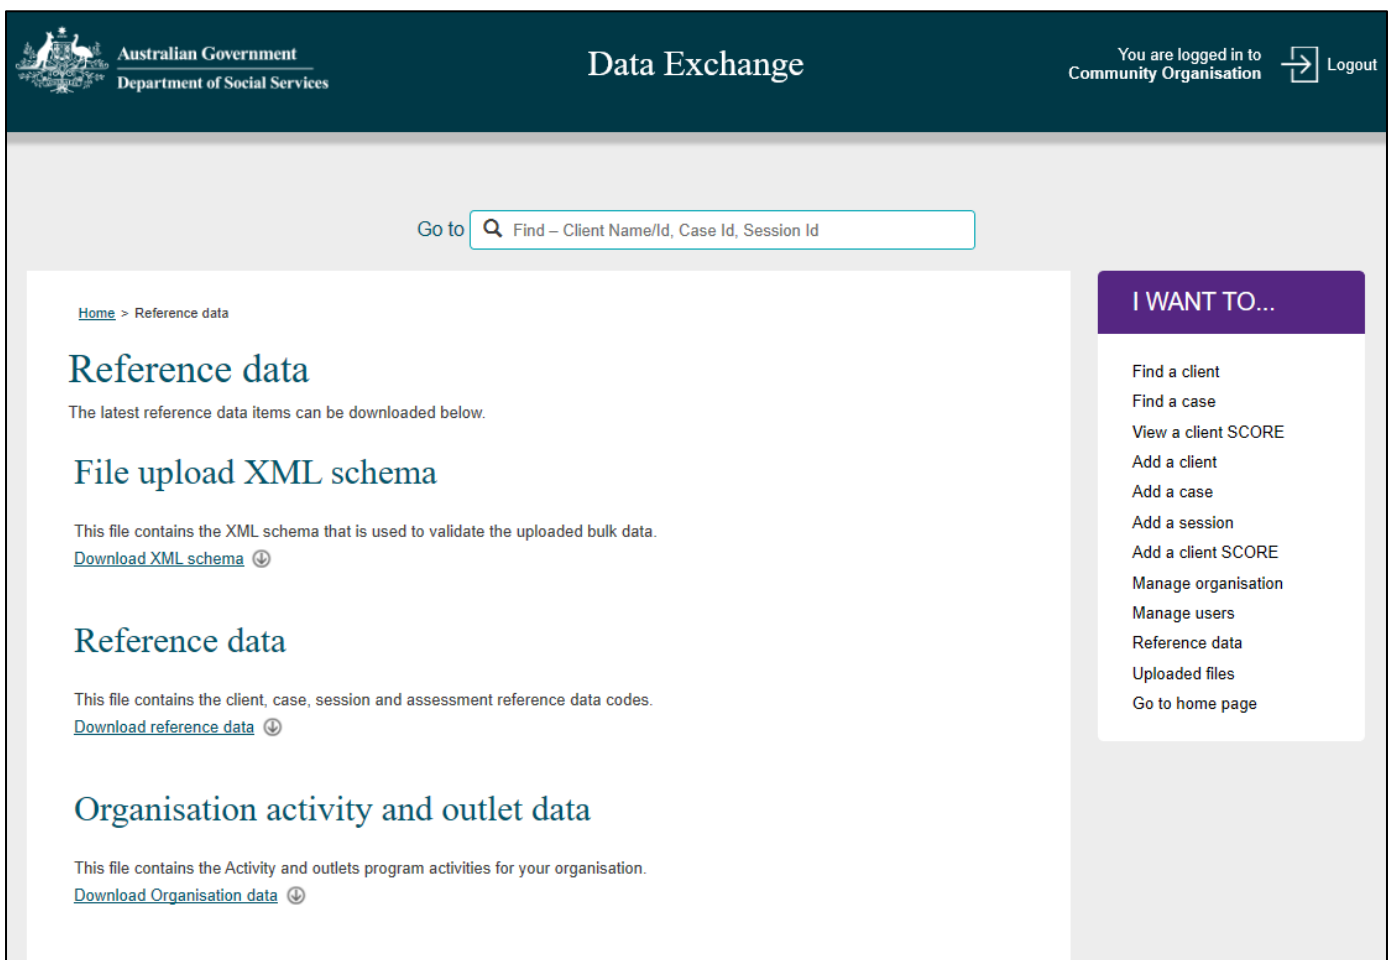 Australian Government
Department of Social Services
Data Exchange
You are logged in to
Community Organisation
Logout
Go to
Find – Client Name/Id, Case Id, Session Id
Home > Reference data
Reference data
The latest reference data items can be downloaded below.
File upload XML schema
This file contains the XML schema that is used to validate the uploaded bulk data.
Download XML schema
Reference data
This file contains the client, case, session and assessment reference data codes.
Download reference data
Organisation activity and outlet data
This file contains the Activity and outlets program activities for your organisation.
Download Organisation data
I WANT TO...
Find a client
Find a case
View a client SCORE
Add a client
Add a case
Add a session
Add a client SCORE
Manage organisation
Manage users
Reference data
Uploaded files
Go to home page